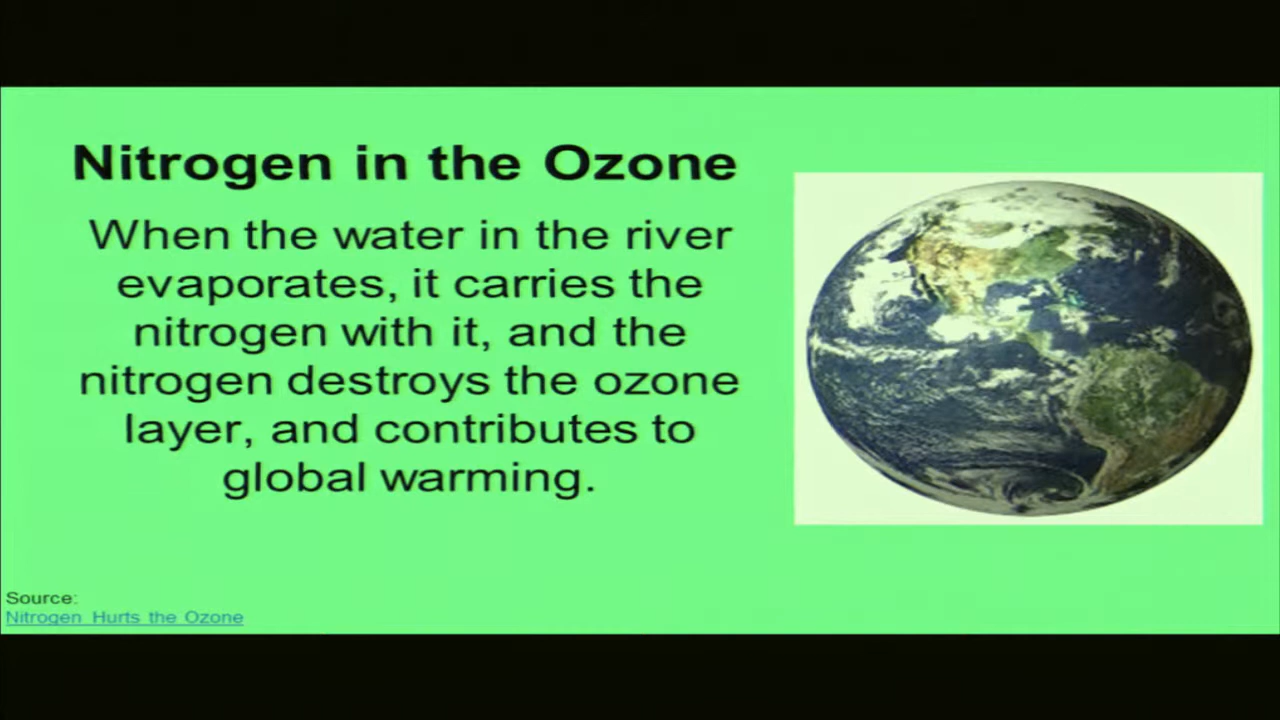 Nitrogen in the Ozone
When the water in the river
evaporates, it carries the
nitrogen with it, and the
nitrogen destroys the ozone
layer, and contributes to
global warming.
Source:
Nitrogen Hurts the Ozone